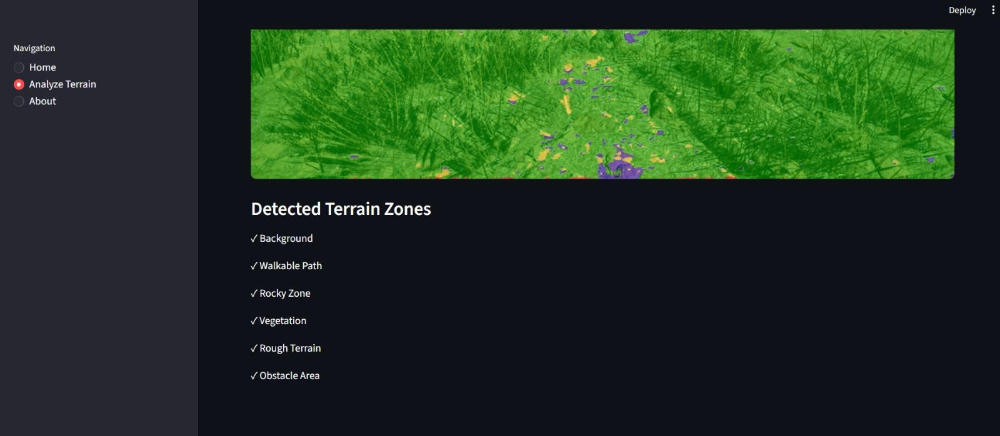 Deploy
Navigation
Home
Analyze Terrain
About
Detected Terrain Zones
✓ Background
✓ Walkable Path
✓ Rocky Zone
✓ Vegetation
✓ Rough Terrain
✓ Obstacle Area